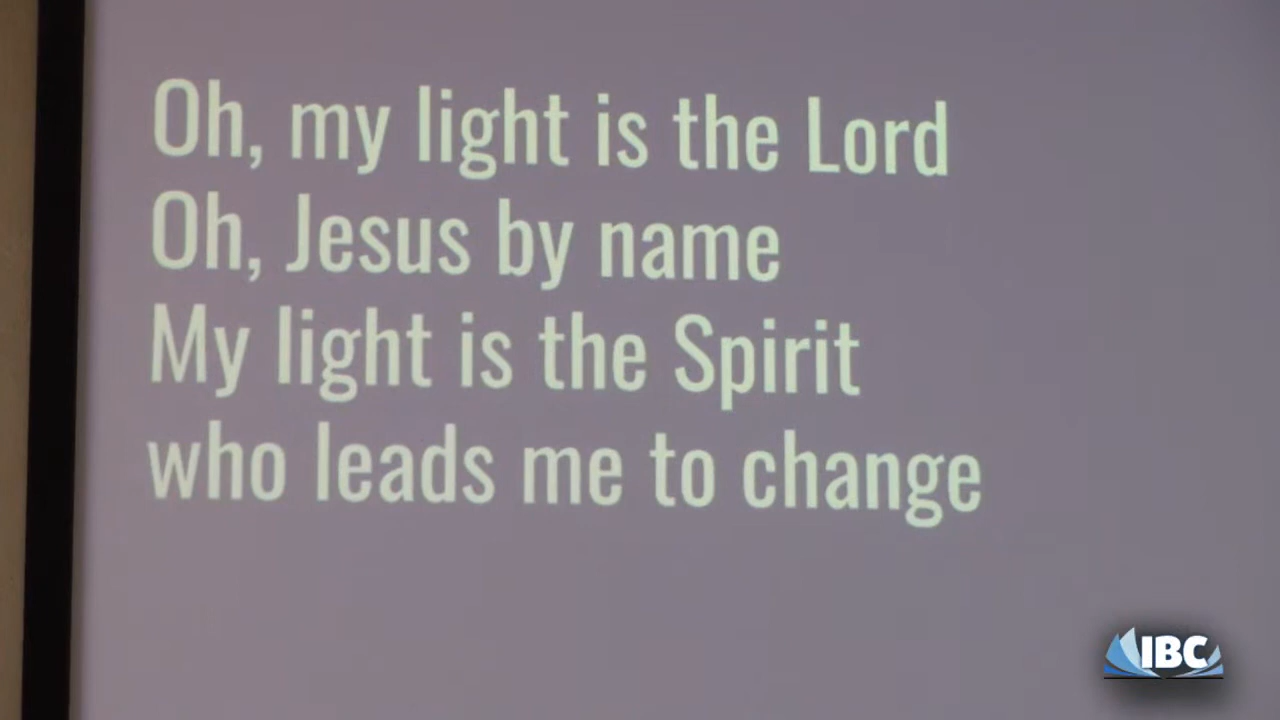 Oh, my light is the Lord
Oh, Jesus by name
My light is the Spirit
who leads me to change
IBC